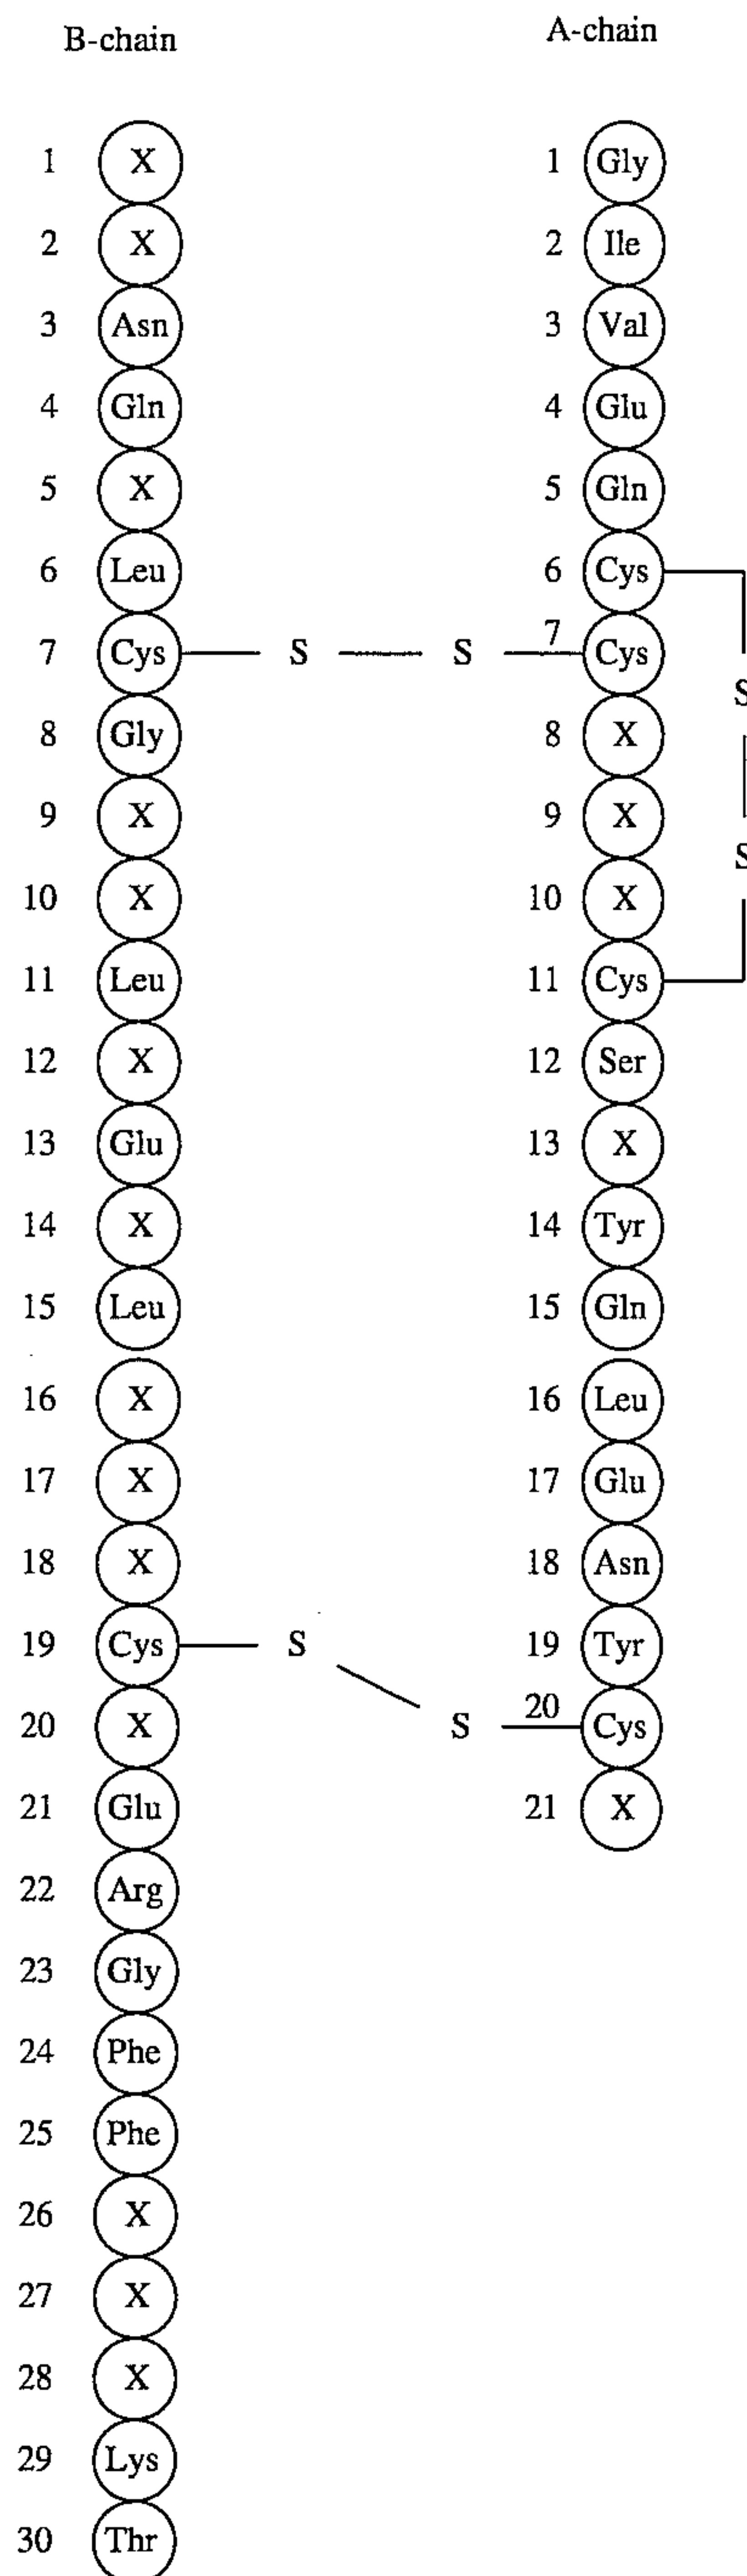 B-chain A-chain
1 X 1 Gly
2 X 2 Ile
3 Asn 3 Val
4 Gln 4 Glu
5 X 5 Gln
6 Leu 6 Cys
7 Cys S S 7 Cys
S
8 Gly 8 X
9 X 9 X
S
10 X 10 X
11 Leu 11 Cys
12 X 12 Ser
13 Glu 13 X
14 X 14 Tyr
15 Leu 15 Gln
16 X 16 Leu
17 X 17 Glu
18 X 18 Asn
19 Cys S 19 Tyr
20 X S 20 Cys
21 Glu 21 X
22 Arg
23 Gly
24 Phe
25 Phe
26 X
27 X
28 X
29 Lys
30 Thr